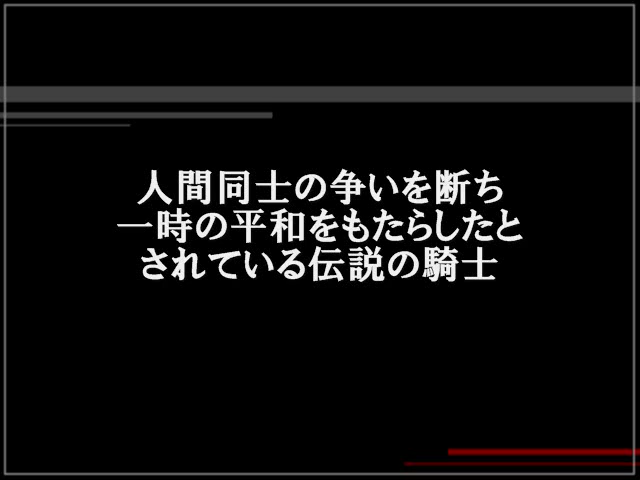 人間同士の争いを断ち
一時の平和をもたらしたと
されている伝説の騎士